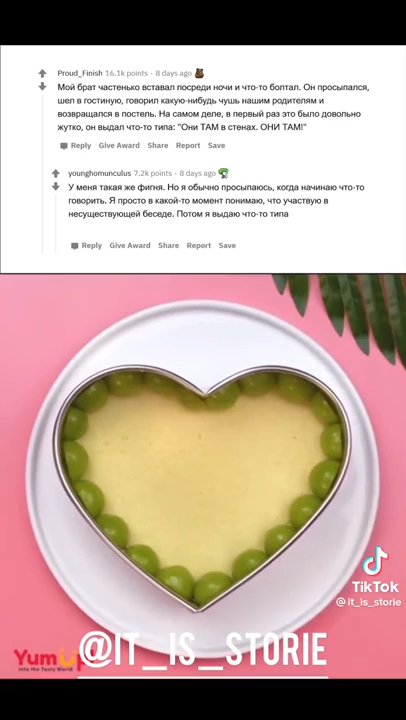 Proud_Finish 16.1k points · 8 days ago
Мой брат частенько вставал посреди ночи и что-то болтал. Он просыпался,
шел в гостиную, говорил какую-нибудь чушь нашим родителям и
возвращался в постель. На самом деле, в первый раз это было довольно
жутко, он выдал что-то типа: "Они ТАМ в стенах. ОНИ ТАМ!"
Reply Give Award Share Report Save
younghomunculus 7.2k points · 8 days ago
У меня такая же фигня. Но я обычно просыпаюсь, когда начинаю что-то
говорить. Я просто в какой-то момент понимаю, что участвую в
несуществующей беседе. Потом я выдаю что-то типа
Reply Give Award Share Report Save
TikTok
@it_is_storie
@IT_IS_STORIE
YumUp
Into the Tasty World